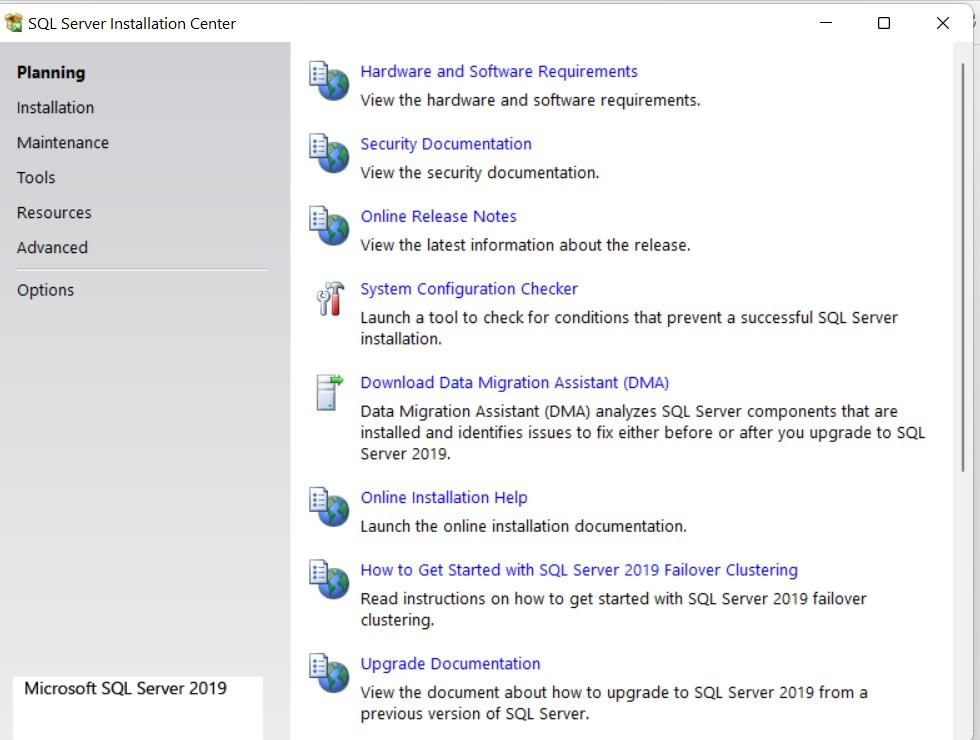 SQL Server Installation Center
Planning
Installation
Maintenance
Tools
Resources
Advanced
Options
Microsoft SQL Server 2019
Hardware and Software Requirements
View the hardware and software requirements.
Security Documentation
View the security documentation.
Online Release Notes
View the latest information about the release.
System Configuration Checker
Launch a tool to check for conditions that prevent a successful SQL Server
installation.
Download Data Migration Assistant (DMA)
Data Migration Assistant (DMA) analyzes SQL Server components that are
installed and identifies issues to fix either before or after you upgrade to SQL
Server 2019.
Online Installation Help
Launch the online installation documentation.
How to Get Started with SQL Server 2019 Failover Clustering
Read instructions on how to get started with SQL Server 2019 failover
clustering.
Upgrade Documentation
View the document about how to upgrade to SQL Server 2019 from a
previous version of SQL Server.